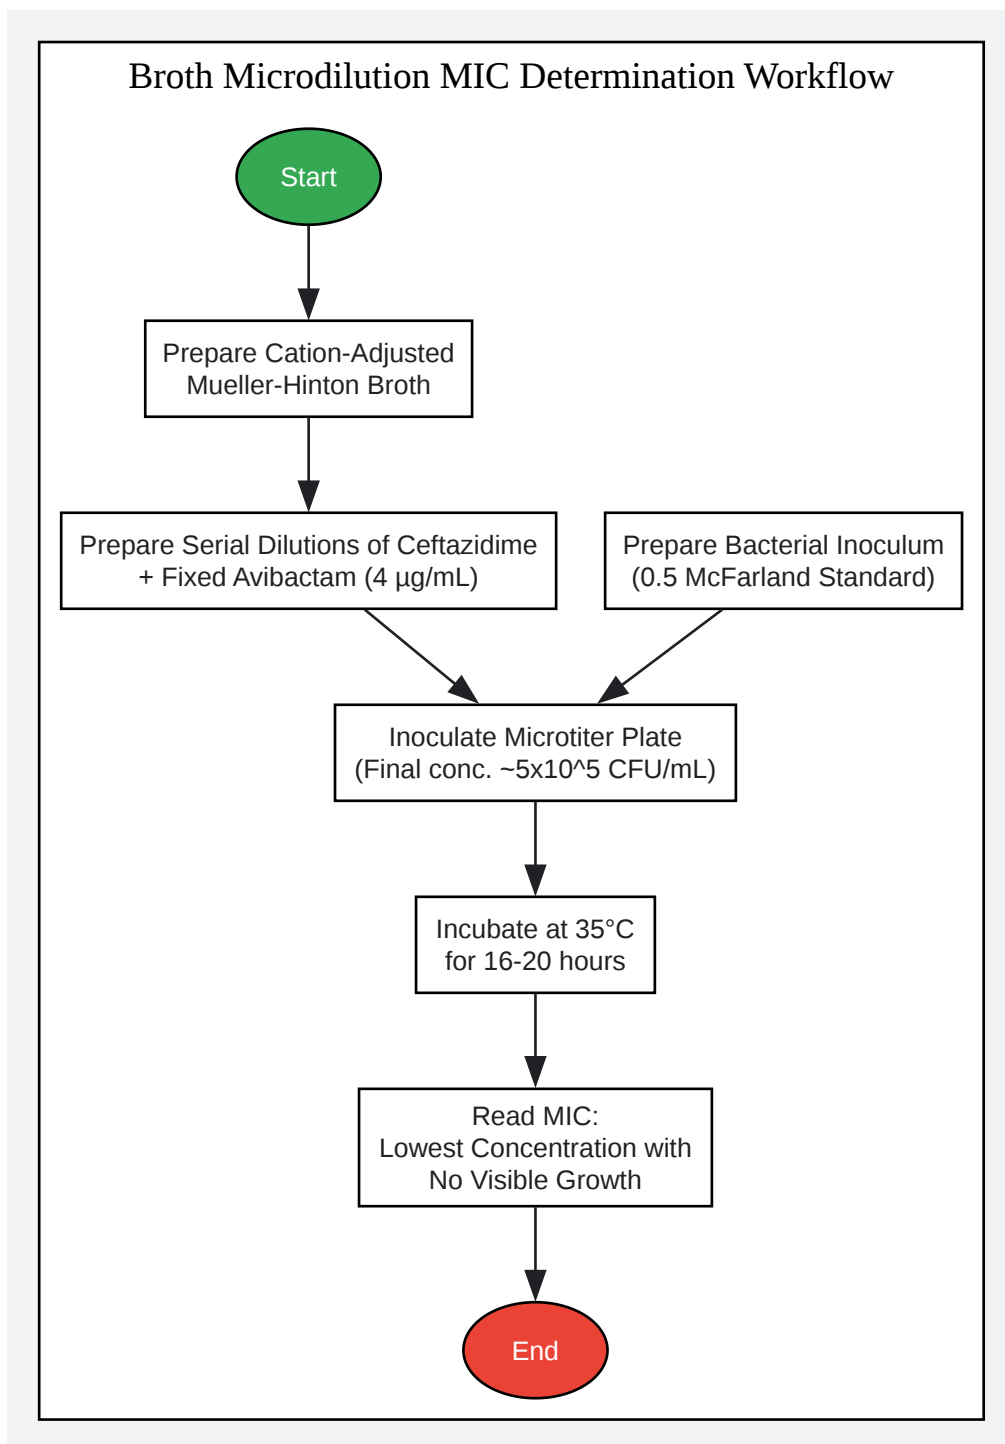 Broth Microdilution MIC Determination Workflow
Start
Prepare Cation-Adjusted
Mueller-Hinton Broth
Prepare Serial Dilutions of Ceftazidime
+ Fixed Avibactam (4 µg/mL)
Prepare Bacterial Inoculum
(0.5 McFarland Standard)
Inoculate Microtiter Plate
(Final conc. ~5x10^5 CFU/mL)
Incubate at 35°C
for 16-20 hours
Read MIC:
Lowest Concentration with
No Visible Growth
End